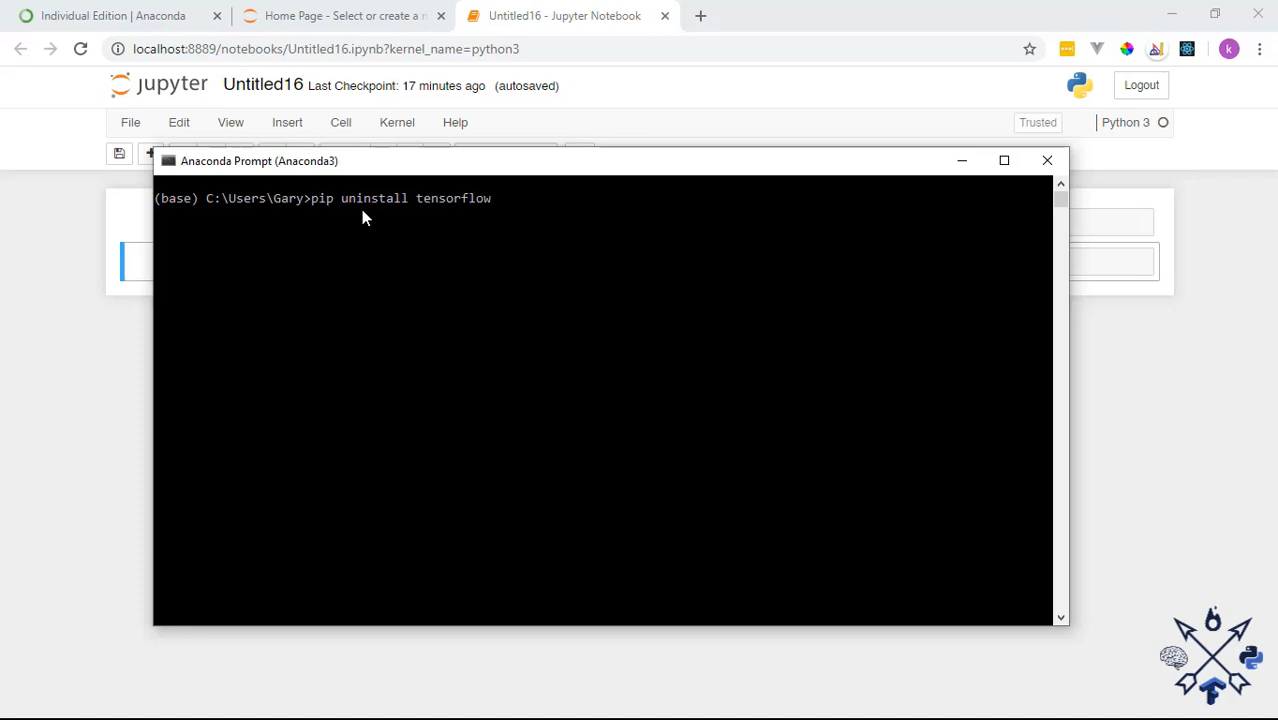 Individual Edition | Anaconda
Home Page - Select or create a n
Untitled16 - Jupyter Notebook
localhost:8889/notebooks/Untitled16.ipynb?kernel_name=python3
k
jupyter Untitled16 Last Checkpoint: 17 minutes ago (autosaved)
Logout
File Edit View Insert Cell Kernel Help
Trusted
Python 3
Anaconda Prompt (Anaconda3)
(base) C:\Users\Gary>pip uninstall tensorflow